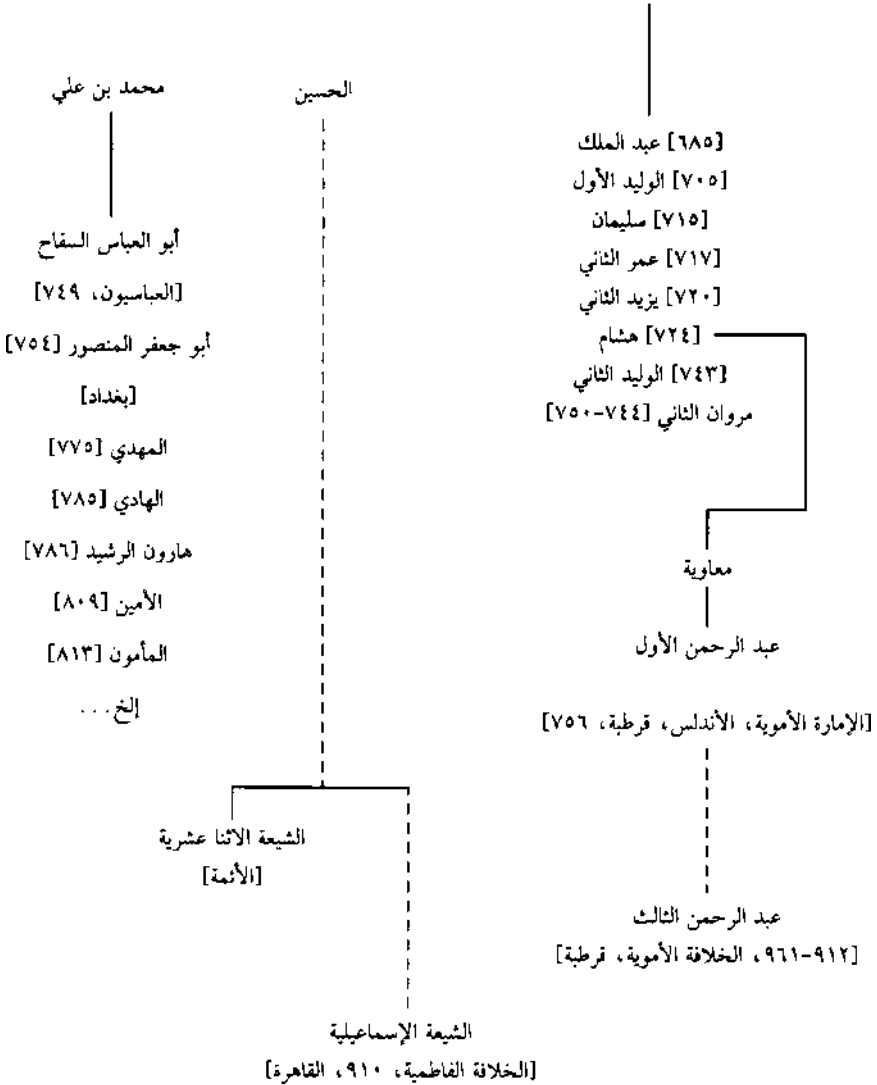 [٦٨٥] عبد الملك
[٧٠٥] الوليد الأول
[٧١٥] سليمان
[٧١٧] عمر الثاني
[٧٢٠] يزيد الثاني
[٧٢٤] هشام
[٧٤٣] الوليد الثاني
مروان الثاني [٧٤٤-٧٥٠]
معاوية
عبد الرحمن الأول
[الإمارة الأموية، الأندلس، قرطبة، ٧٥٦]
عبد الرحمن الثالث
[٩١٢-٩٦١، الخلافة الأموية، قرطبة]
الحسين
الشيعة الاثنا عشرية
[الأئمة]
الشيعة الإسماعيلية
[الخلافة الفاطمية، ٩١٠، القاهرة]
محمد بن علي
أبو العباس السفاح
[العباسيون، ٧٤٩]
أبو جعفر المنصور [٧٥٤]
[بغداد]
المهدي [٧٧٥]
الهادي [٧٨٥]
هارون الرشيد [٧٨٦]
الأمين [٨٠٩]
المأمون [٨١٣]
إلخ...